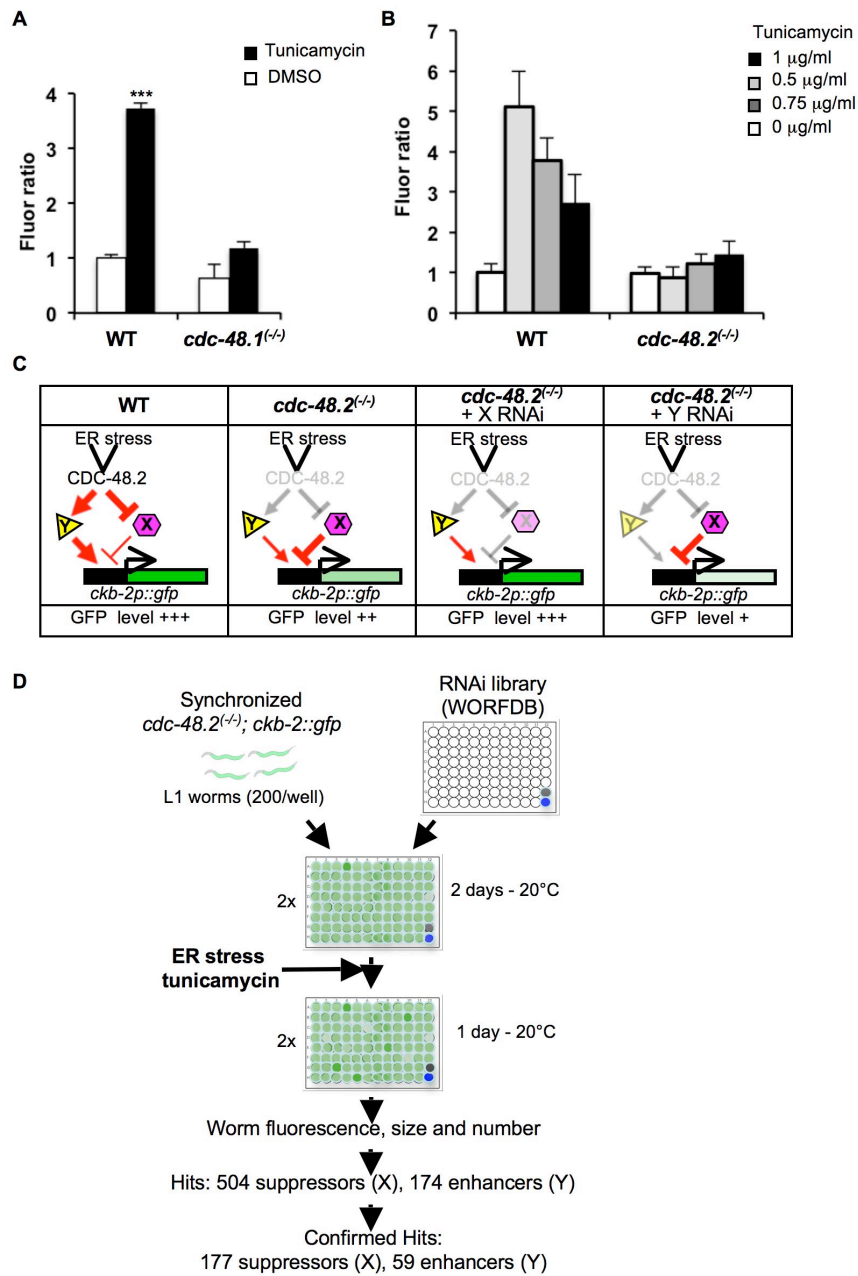 A
Tunicamycin
DMSO
***
Fluor ratio
4
3
2
1
0
WT
cdc-48.1(-/-)
B
Tunicamycin
1 µg/ml
0.5 µg/ml
0.75 µg/ml
0 µg/ml
Fluor ratio
7
6
5
4
3
2
1
0
WT
cdc-48.2(-/-)
C
WT
cdc-48.2(-/-)
cdc-48.2(-/-)
+ X RNAi
cdc-48.2(-/-)
+ Y RNAi
ER stress
CDC-48.2
Y
X
ckb-2p::gfp
GFP level +++
ER stress
CDC-48.2
Y
X
ckb-2p::gfp
GFP level ++
ER stress
CDC-48.2
Y
X
ckb-2p::gfp
GFP level +++
ER stress
CDC-48.2
Y
X
ckb-2p::gfp
GFP level +
D
Synchronized
cdc-48.2(-/-); ckb-2::gfp
L1 worms (200/well)
RNAi library
(WORFDB)
2x
2 days - 20°C
ER stress
tunicamycin
2x
1 day - 20°C
Worm fluorescence, size and number
Hits: 504 suppressors (X), 174 enhancers (Y)
Confirmed Hits:
177 suppressors (X), 59 enhancers (Y)